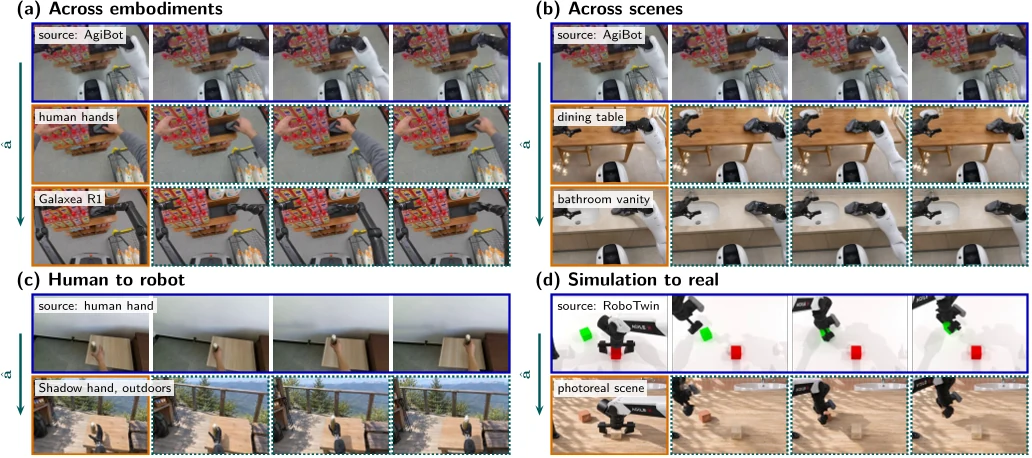 (a) Across embodiments
source: AgiBot
human hands
Galaxea R1
â
(b) Across scenes
source: AgiBot
dining table
bathroom vanity
â
(c) Human to robot
source: human hand
Shadow hand, outdoors
â
(d) Simulation to real
source: RoboTwin
photoreal scene
â